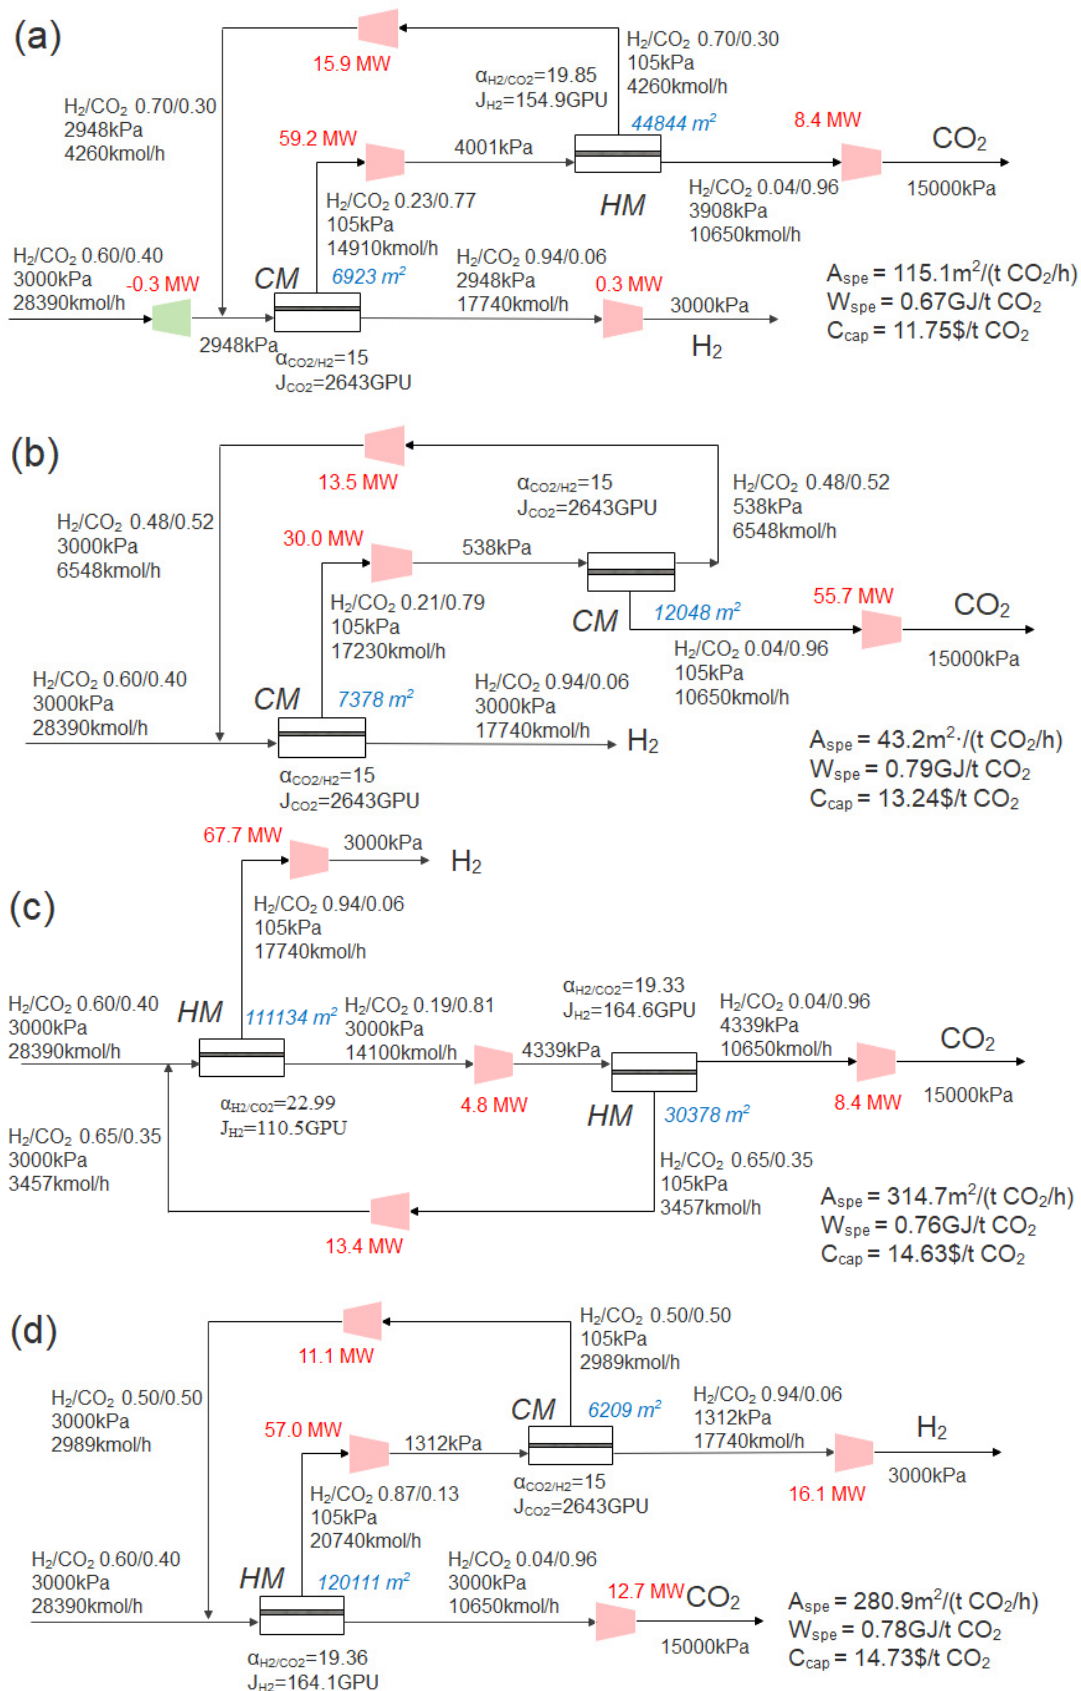 (a)
15.9 MW
H₂/CO₂ 0.70/0.30
105kPa
4260kmol/h
αH2/CO2=19.85
JH2=154.9GPU
H₂/CO₂ 0.70/0.30
2948kPa
4260kmol/h
44844 m²
59.2 MW
4001kPa
8.4 MW
CO₂
15000kPa
HM
H₂/CO₂ 0.04/0.96
3908kPa
10650kmol/h
H₂/CO₂ 0.23/0.77
105kPa
14910kmol/h
H₂/CO₂ 0.60/0.40
3000kPa
28390kmol/h
-0.3 MW
CM
6923 m²
H₂/CO₂ 0.94/0.06
2948kPa
17740kmol/h
0.3 MW
3000kPa
H₂
2948kPa
αCO2/H2=15
JCO2=2643GPU
Aspe = 115.1m²/(t CO₂/h)
Wspe = 0.67GJ/t CO₂
Ccap = 11.75$/t CO₂
(b)
13.5 MW
αCO2/H2=15
JCO2=2643GPU
H₂/CO₂ 0.48/0.52
538kPa
6548kmol/h
H₂/CO₂ 0.48/0.52
3000kPa
6548kmol/h
30.0 MW
538kPa
CM
12048 m²
55.7 MW
CO₂
15000kPa
H₂/CO₂ 0.21/0.79
105kPa
17230kmol/h
H₂/CO₂ 0.04/0.96
105kPa
10650kmol/h
H₂/CO₂ 0.60/0.40
3000kPa
28390kmol/h
CM
7378 m²
H₂/CO₂ 0.94/0.06
3000kPa
17740kmol/h
H₂
αCO2/H2=15
JCO2=2643GPU
Aspe = 43.2m²·/(t CO₂/h)
Wspe = 0.79GJ/t CO₂
Ccap = 13.24$/t CO₂
67.7 MW
3000kPa
H₂
(c)
H₂/CO₂ 0.94/0.06
105kPa
17740kmol/h
H₂/CO₂ 0.60/0.40
3000kPa
28390kmol/h
HM
111134 m²
H₂/CO₂ 0.19/0.81
3000kPa
14100kmol/h
4339kPa
4.8 MW
αH2/CO2=19.33
JH2=164.6GPU
HM
30378 m²
H₂/CO₂ 0.04/0.96
4339kPa
10650kmol/h
8.4 MW
CO₂
15000kPa
αH2/CO2=22.99
JH2=110.5GPU
H₂/CO₂ 0.65/0.35
3000kPa
3457kmol/h
H₂/CO₂ 0.65/0.35
105kPa
3457kmol/h
13.4 MW
Aspe = 314.7m²/(t CO₂/h)
Wspe = 0.76GJ/t CO₂
Ccap = 14.63$/t CO₂
(d)
11.1 MW
H₂/CO₂ 0.50/0.50
105kPa
2989kmol/h
H₂/CO₂ 0.50/0.50
3000kPa
2989kmol/h
57.0 MW
1312kPa
CM
6209 m²
H₂/CO₂ 0.94/0.06
1312kPa
17740kmol/h
H₂
3000kPa
16.1 MW
αCO2/H2=15
JCO2=2643GPU
H₂/CO₂ 0.87/0.13
105kPa
20740kmol/h
H₂/CO₂ 0.60/0.40
3000kPa
28390kmol/h
HM
120111 m²
H₂/CO₂ 0.04/0.96
3000kPa
10650kmol/h
12.7 MW
CO₂
15000kPa
αH2/CO2=19.36
JH2=164.1GPU
Aspe = 280.9m²/(t CO₂/h)
Wspe = 0.78GJ/t CO₂
Ccap = 14.73$/t CO₂